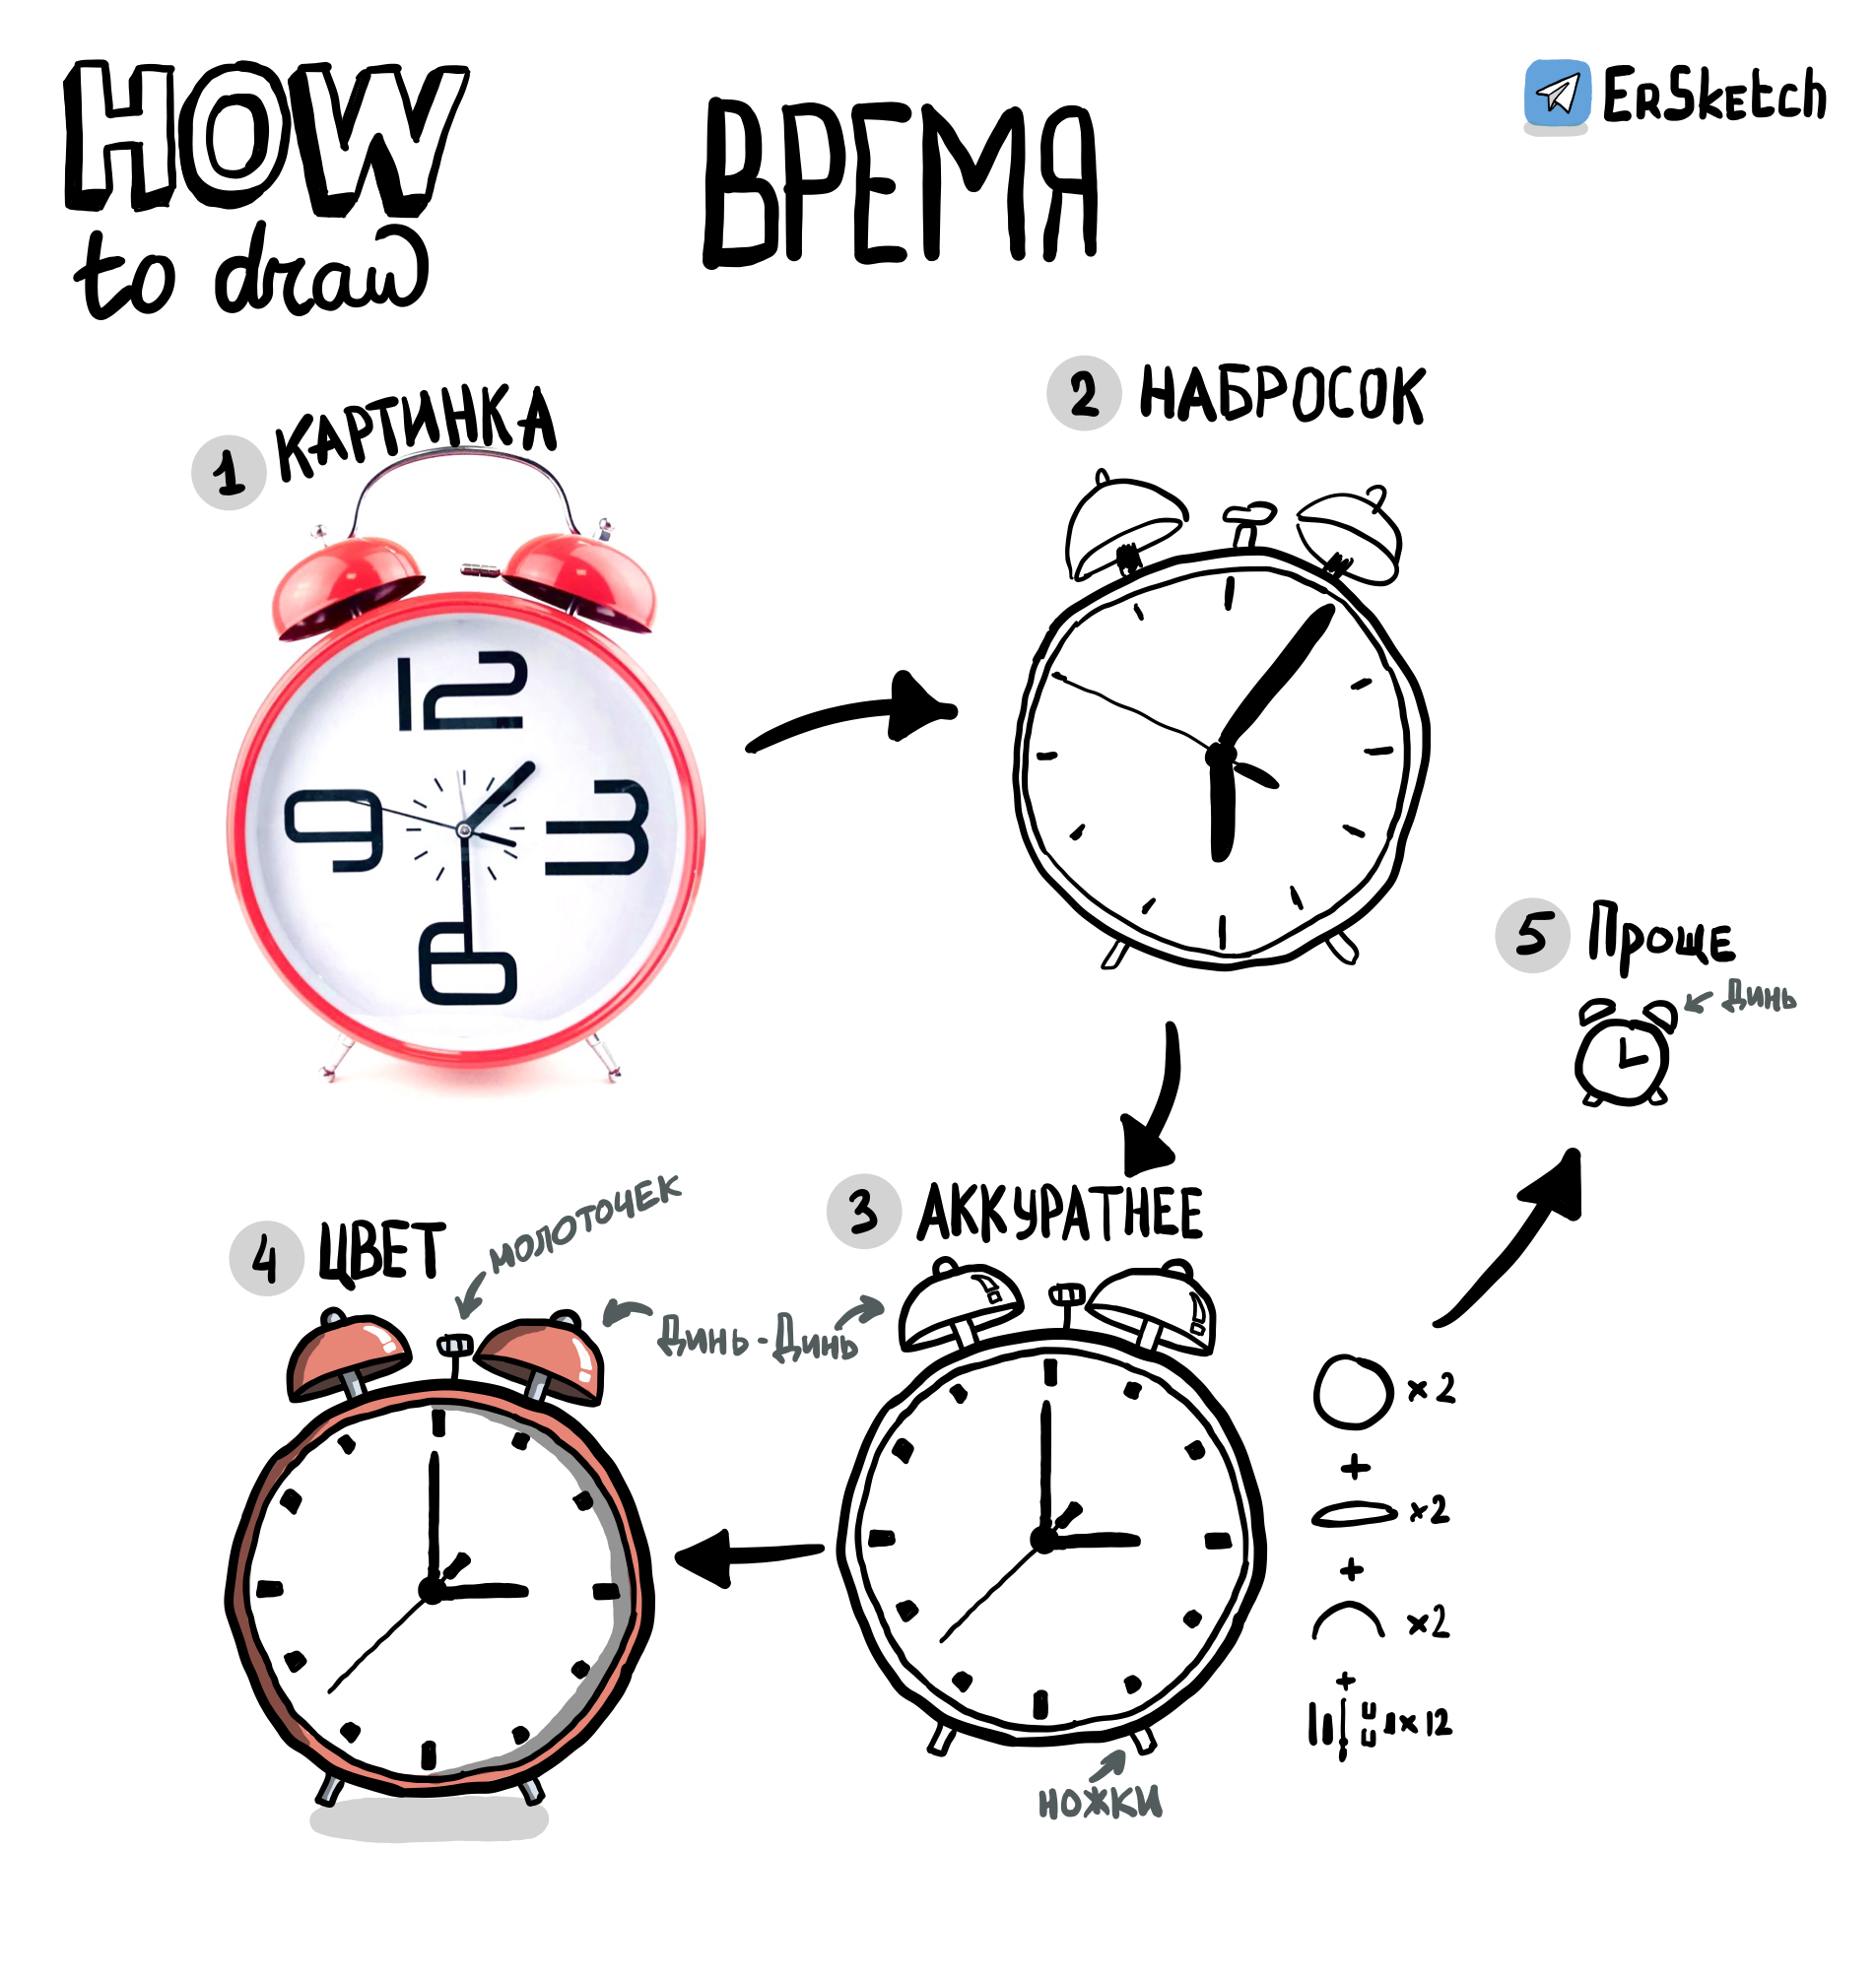 HOW
to draw
ВРЕМЯ
ErSketch
1 КАРТИНКА
12
9
3
6
2 НАБРОСОК
5 Проще
Динь
3 АККУРАТНЕЕ
4 ЦВЕТ
МОЛОТОЧЕК
Динь-Динь
×2
+
×2
+
×2
+
×12
НОЖКИ